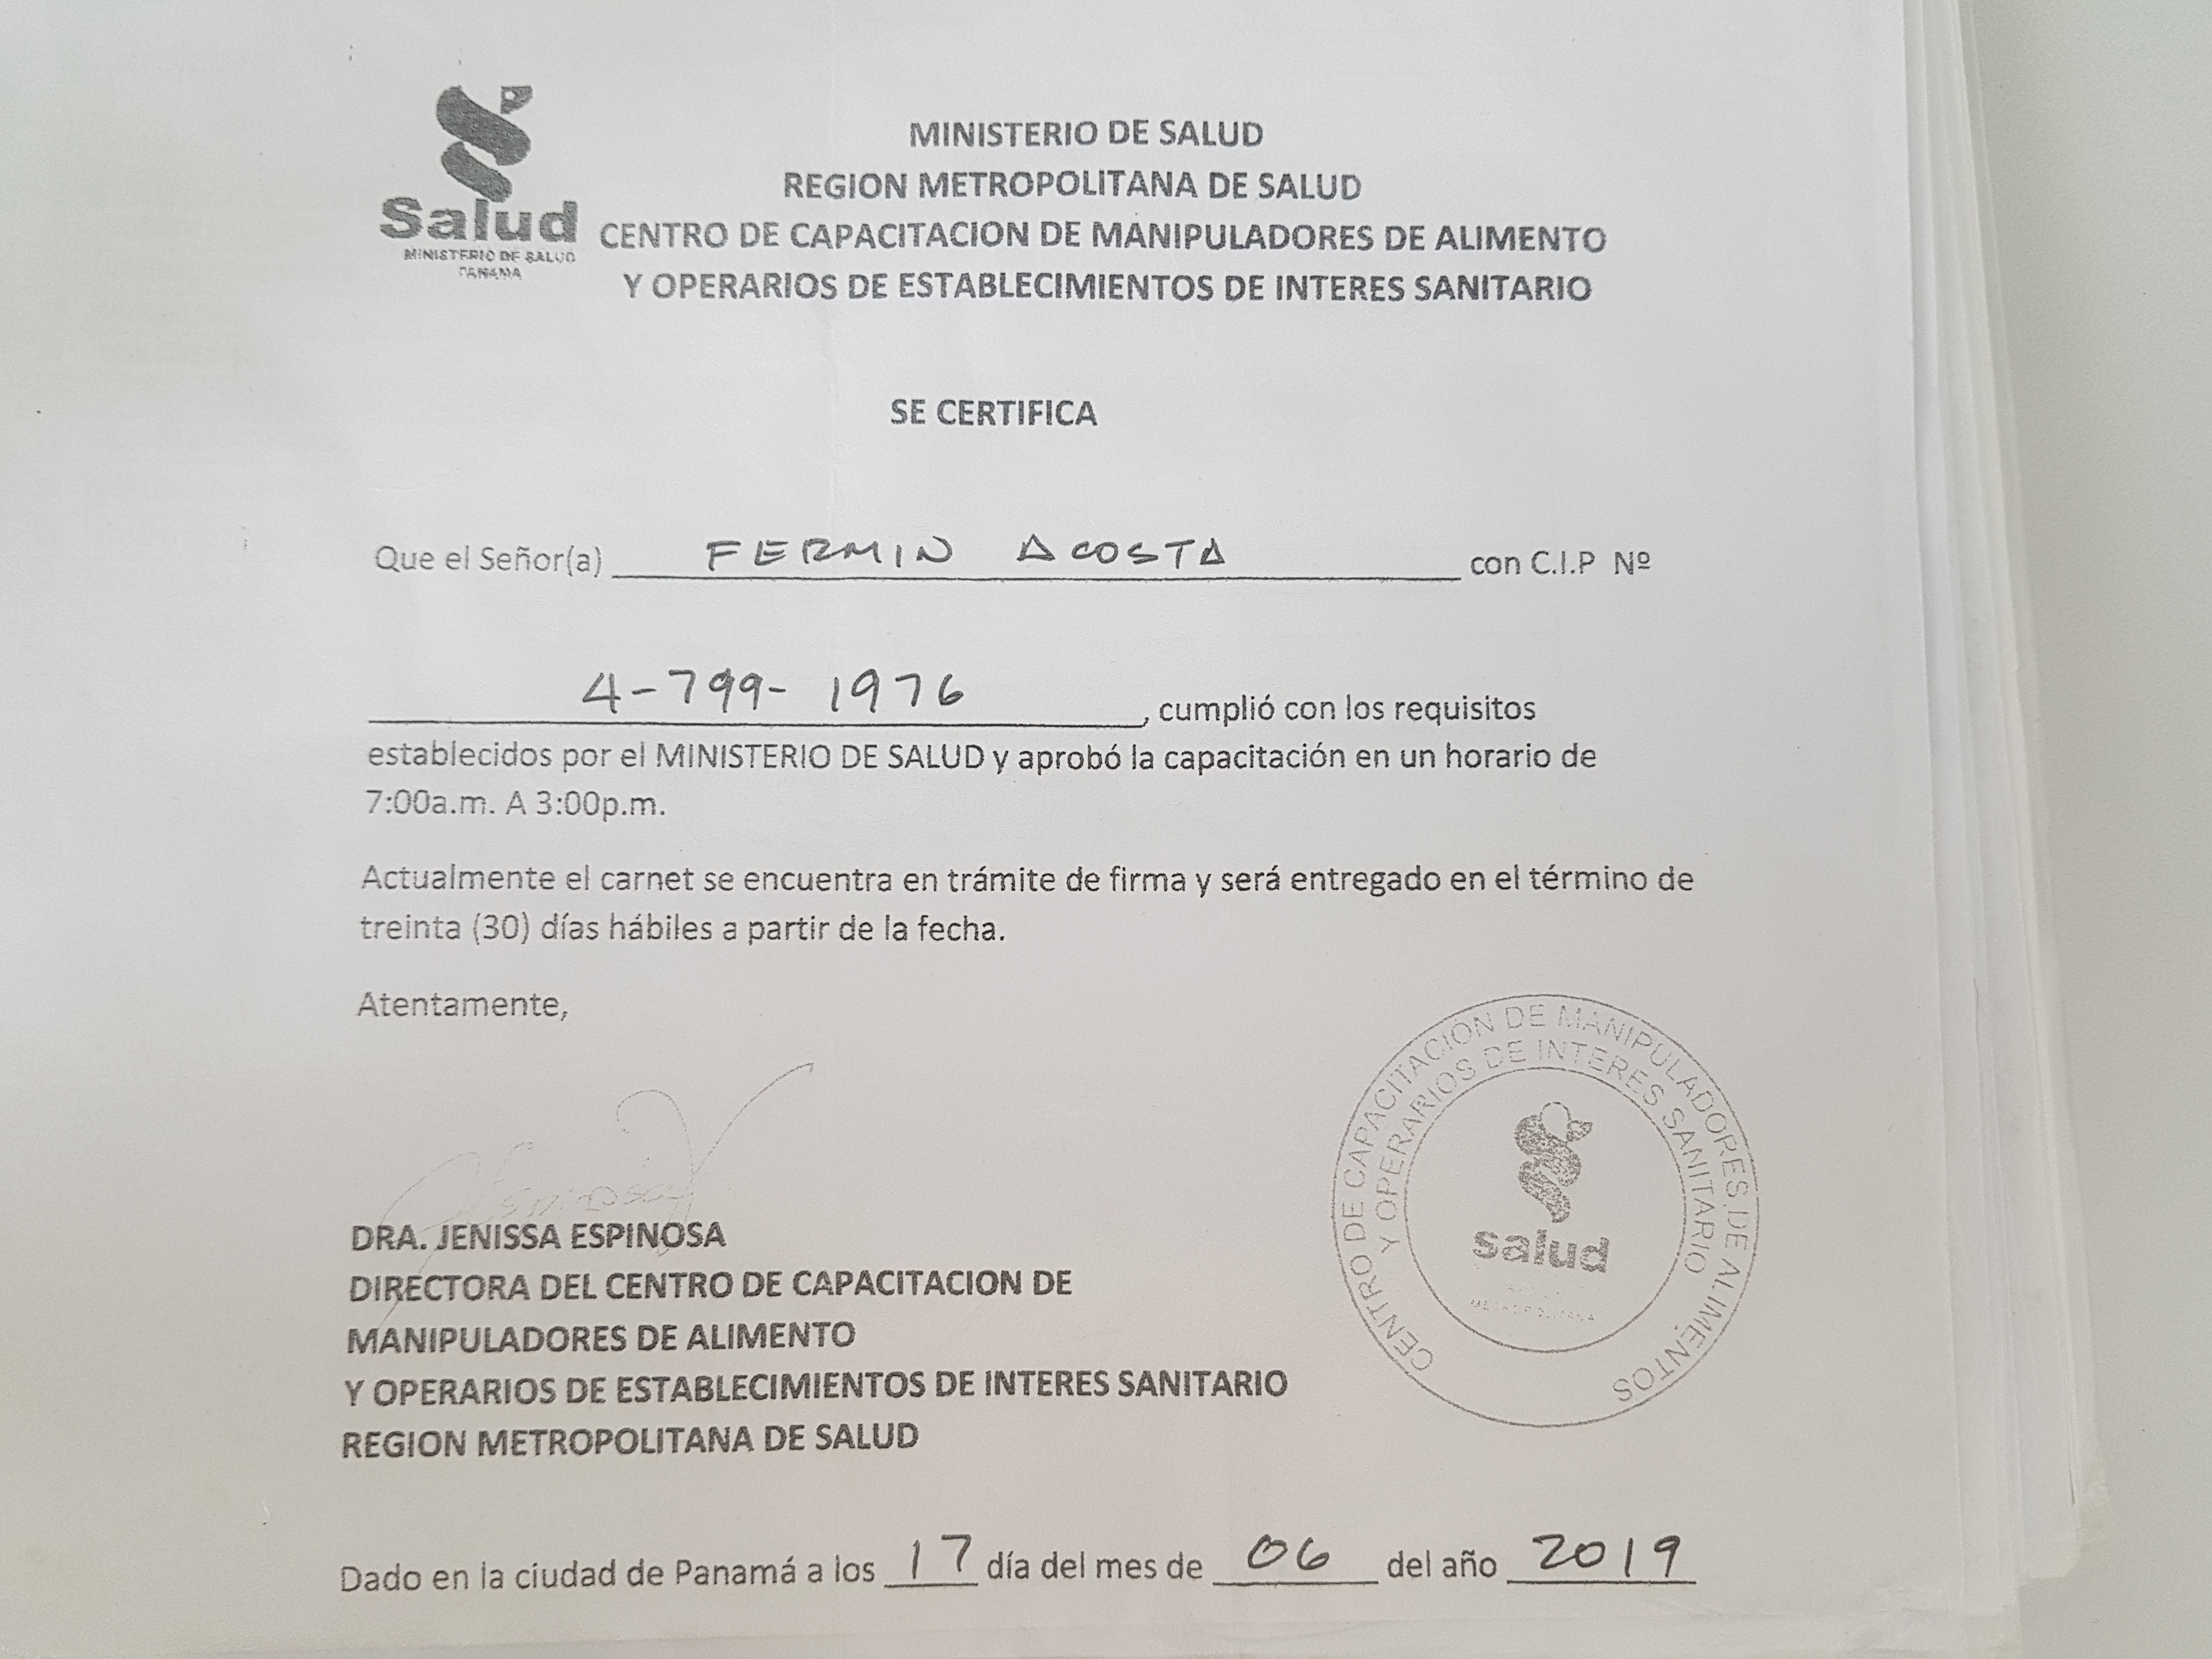 Salud
MINISTERIO DE SALUD
PANAMA
MINISTERIO DE SALUD
REGION METROPOLITANA DE SALUD
CENTRO DE CAPACITACION DE MANIPULADORES DE ALIMENTO
Y OPERARIOS DE ESTABLECIMIENTOS DE INTERES SANITARIO
SE CERTIFICA
Que el Señor(a) FERMIN ACOSTA con C.I.P Nº
4-799-1976, cumplió con los requisitos
establecidos por el MINISTERIO DE SALUD y aprobó la capacitación en un horario de
7:00a.m. A 3:00p.m.
Actualmente el carnet se encuentra en trámite de firma y será entregado en el término de
treinta (30) días hábiles a partir de la fecha.
Atentamente,
DRA. JENISSA ESPINOSA
DIRECTORA DEL CENTRO DE CAPACITACION DE
MANIPULADORES DE ALIMENTO
Y OPERARIOS DE ESTABLECIMIENTOS DE INTERES SANITARIO
REGION METROPOLITANA DE SALUD
CENTRO DE CAPACITACIÓN DE MANIPULADORES DE ALIMENTOS
Y OPERARIOS DE INTERES SANITARIO
salud
METROPOLITANA
Dado en la ciudad de Panamá a los 17 día del mes de 06 del año 2019